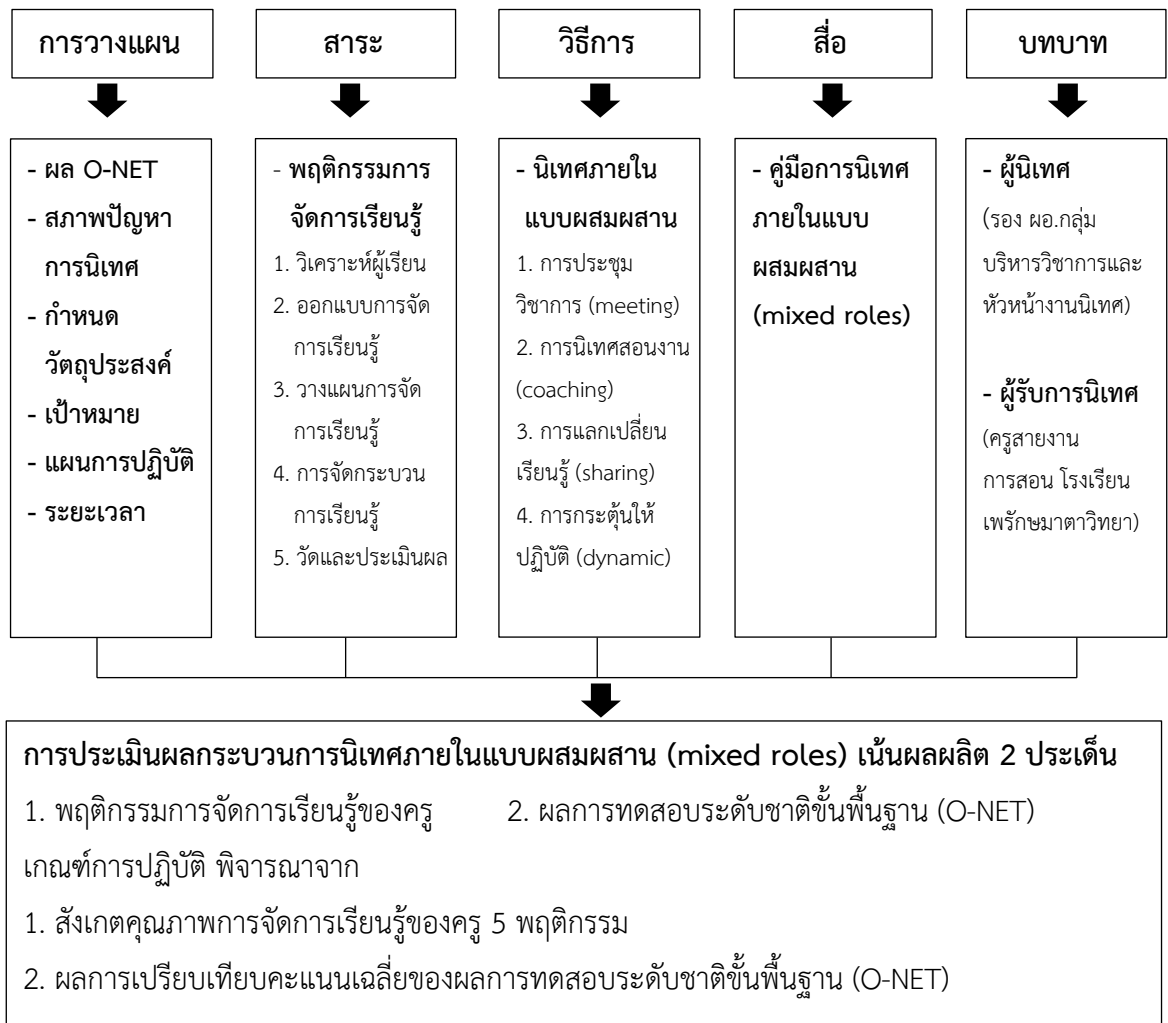 การวางแผน
สาระ
วิธีการ
สื่อ
บทบาท
- ผล O-NET
- สภาพปัญหา
การนิเทศ
- กำหนด
วัตถุประสงค์
- เป้าหมาย
- แผนการปฏิบัติ
- ระยะเวลา
- พฤติกรรมการ
จัดการเรียนรู้
1. วิเคราะห์ผู้เรียน
2. ออกแบบการจัด
การเรียนรู้
3. วางแผนการจัด
การเรียนรู้
4. การจัดกระบวน
การเรียนรู้
5. วัดและประเมินผล
- นิเทศภายใน
แบบผสมผสาน
1. การประชุม
วิชาการ (meeting)
2. การนิเทศสอนงาน
(coaching)
3. การแลกเปลี่ยน
เรียนรู้ (sharing)
4. การกระตุ้นให้
ปฏิบัติ (dynamic)
- คู่มือการนิเทศ
ภายในแบบ
ผสมผสาน
(mixed roles)
- ผู้นิเทศ
(รอง ผอ.กลุ่ม
บริหารวิชาการและ
หัวหน้างานนิเทศ)
- ผู้รับการนิเทศ
(ครูสายงาน
การสอน โรงเรียน
เพรักษมาตาวิทยา)
การประเมินผลกระบวนการนิเทศภายในแบบผสมผสาน (mixed roles) เน้นผลผลิต 2 ประเด็น
1. พฤติกรรมการจัดการเรียนรู้ของครู 2. ผลการทดสอบระดับชาติขั้นพื้นฐาน (O-NET)
เกณฑ์การปฏิบัติ พิจารณาจาก
1. สังเกตคุณภาพการจัดการเรียนรู้ของครู 5 พฤติกรรม
2. ผลการเปรียบเทียบคะแนนเฉลี่ยของผลการทดสอบระดับชาติขั้นพื้นฐาน (O-NET)